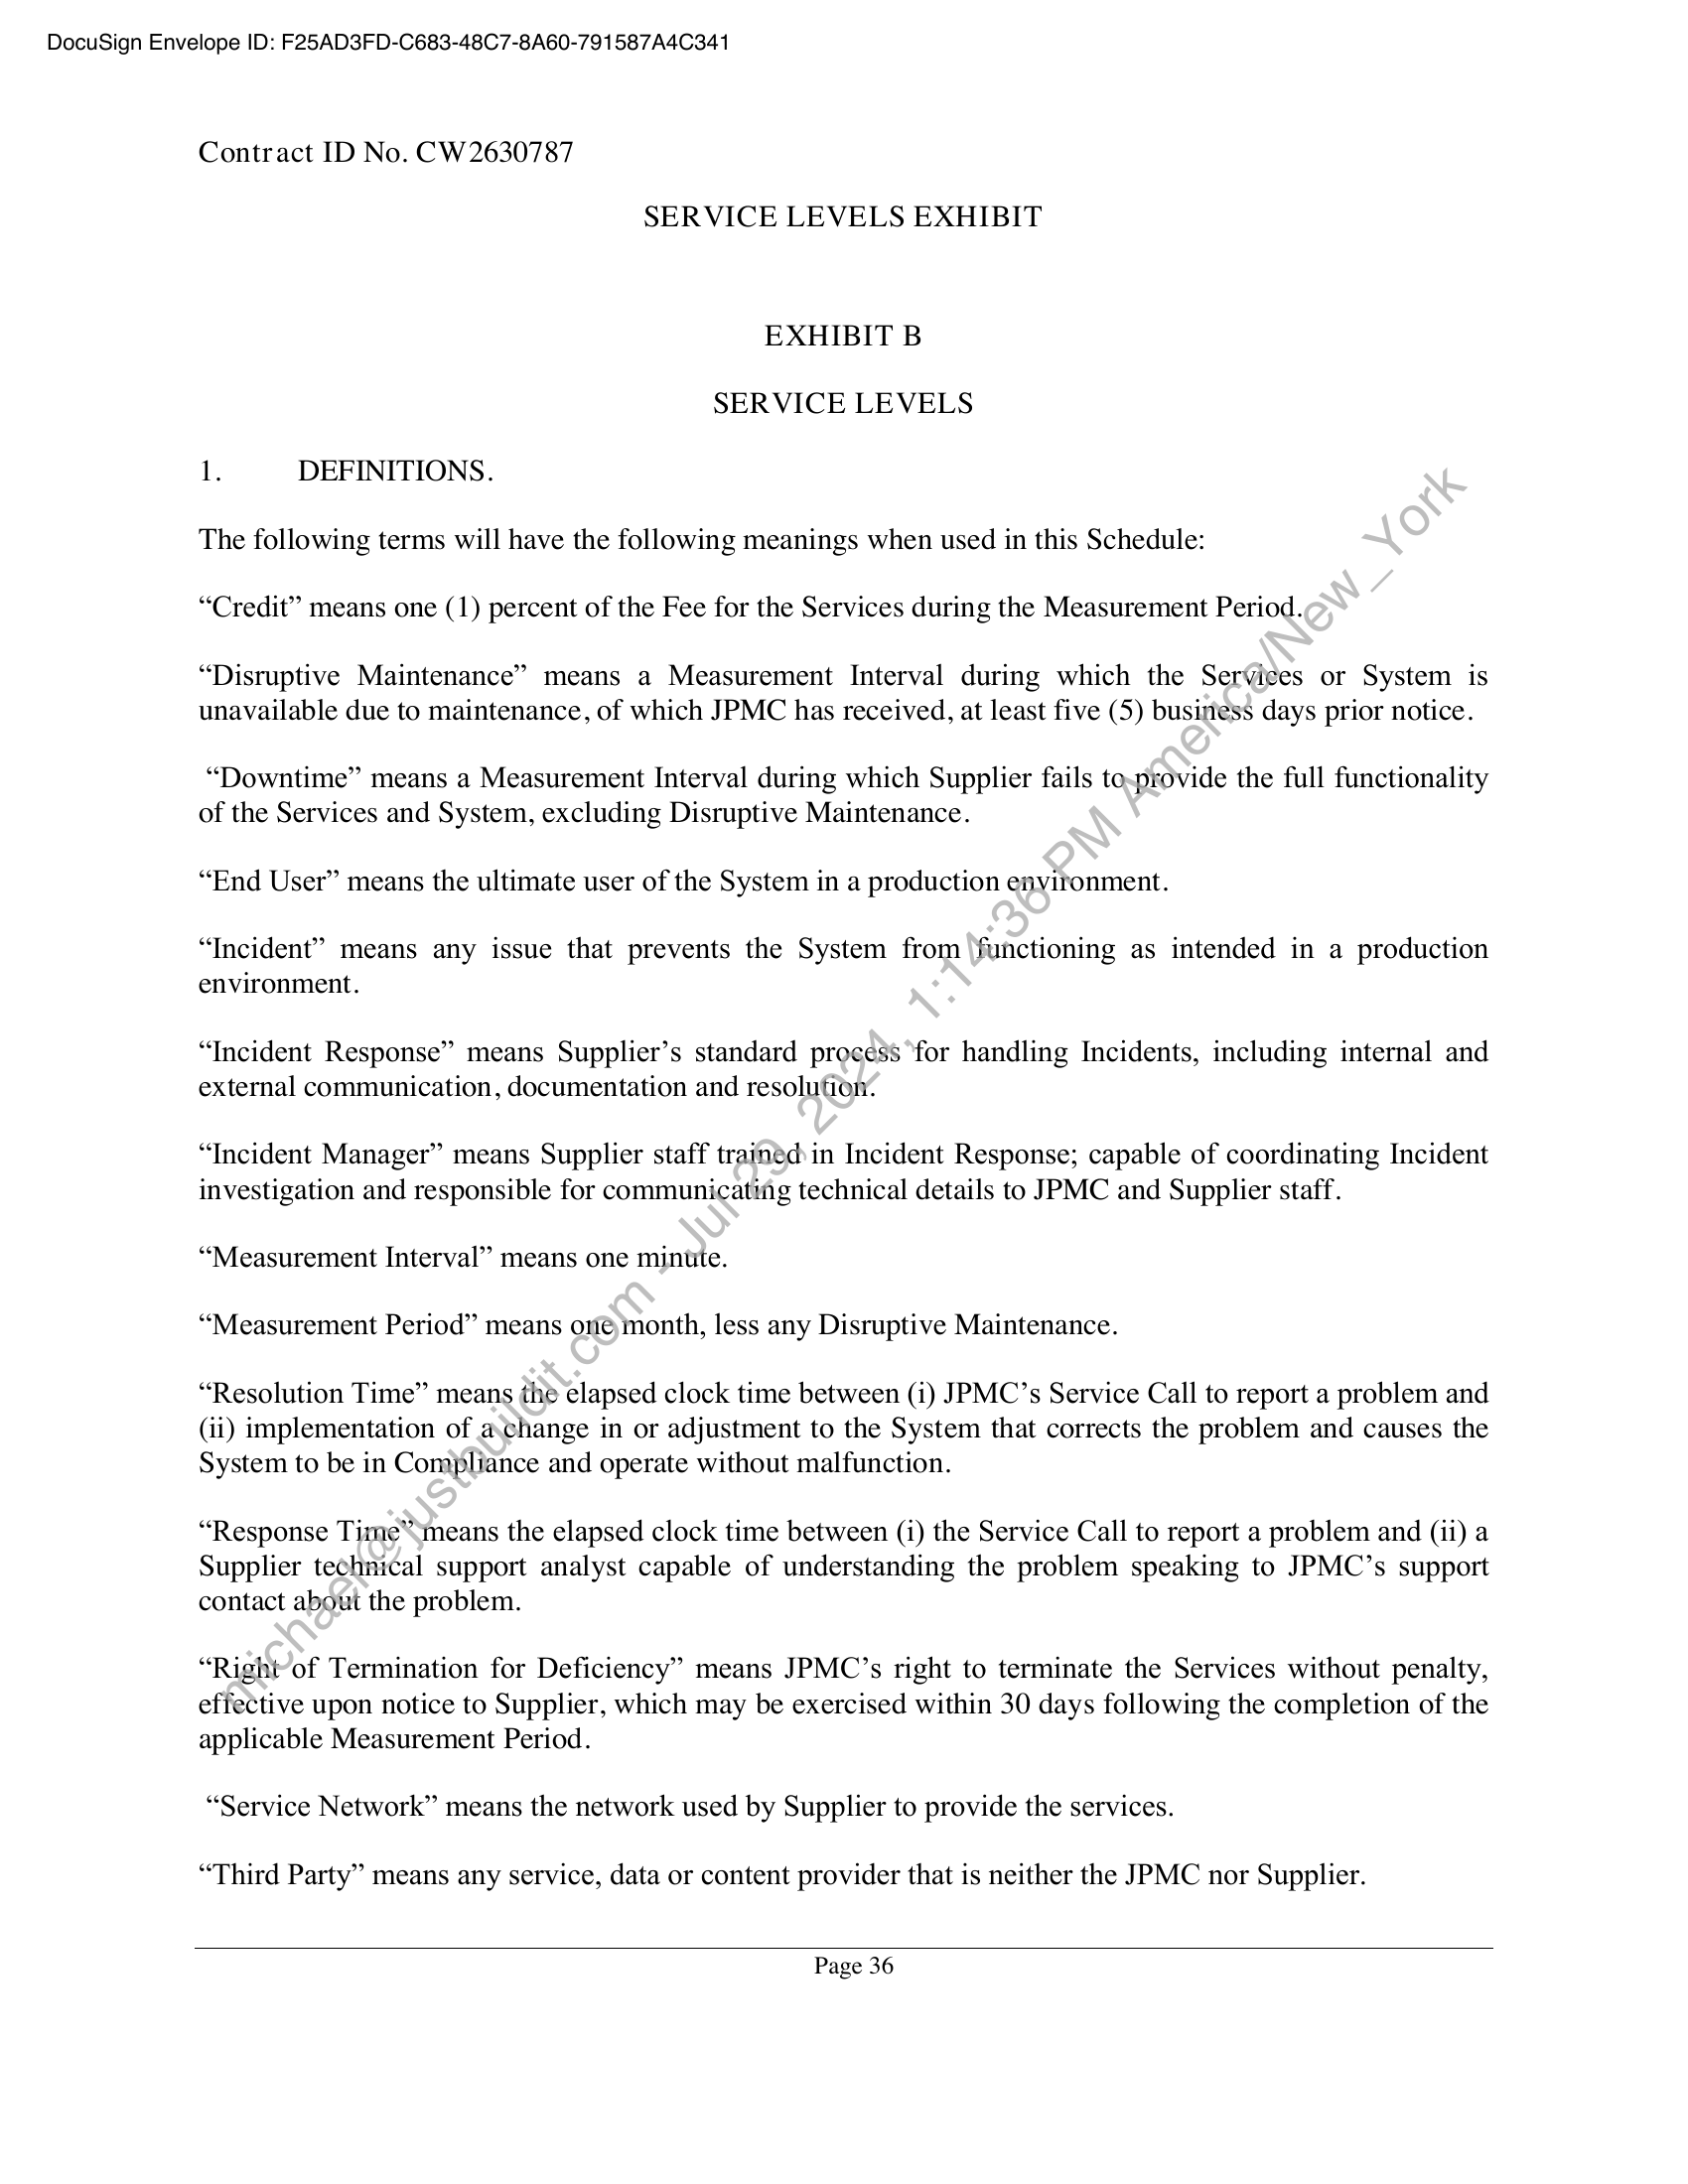 DocuSign Envelope ID: F25AD3FD-C683-48C7-8A60-791587A4C341
Contract ID No. CW2630787
SERVICE LEVELS EXHIBIT
EXHIBIT B
SERVICE LEVELS
1. DEFINITIONS.
The following terms will have the following meanings when used in this Schedule:
“Credit” means one (1) percent of the Fee for the Services during the Measurement Period.
“Disruptive Maintenance” means a Measurement Interval during which the Services or System is
unavailable due to maintenance, of which JPMC has received, at least five (5) business days prior notice.
“Downtime” means a Measurement Interval during which Supplier fails to provide the full functionality
of the Services and System, excluding Disruptive Maintenance.
“End User” means the ultimate user of the System in a production environment.
“Incident” means any issue that prevents the System from functioning as intended in a production
environment.
“Incident Response” means Supplier’s standard process for handling Incidents, including internal and
external communication, documentation and resolution.
“Incident Manager” means Supplier staff trained in Incident Response; capable of coordinating Incident
investigation and responsible for communicating technical details to JPMC and Supplier staff.
“Measurement Interval” means one minute.
“Measurement Period” means one month, less any Disruptive Maintenance.
“Resolution Time” means the elapsed clock time between (i) JPMC’s Service Call to report a problem and
(ii) implementation of a change in or adjustment to the System that corrects the problem and causes the
System to be in Compliance and operate without malfunction.
“Response Time” means the elapsed clock time between (i) the Service Call to report a problem and (ii) a
Supplier technical support analyst capable of understanding the problem speaking to JPMC’s support
contact about the problem.
“Right of Termination for Deficiency” means JPMC’s right to terminate the Services without penalty,
effective upon notice to Supplier, which may be exercised within 30 days following the completion of the
applicable Measurement Period.
“Service Network” means the network used by Supplier to provide the services.
“Third Party” means any service, data or content provider that is neither the JPMC nor Supplier.
Page 36
michael@justbuildit.com - Jul 29, 2024, 1:14:36 PM America/New_York